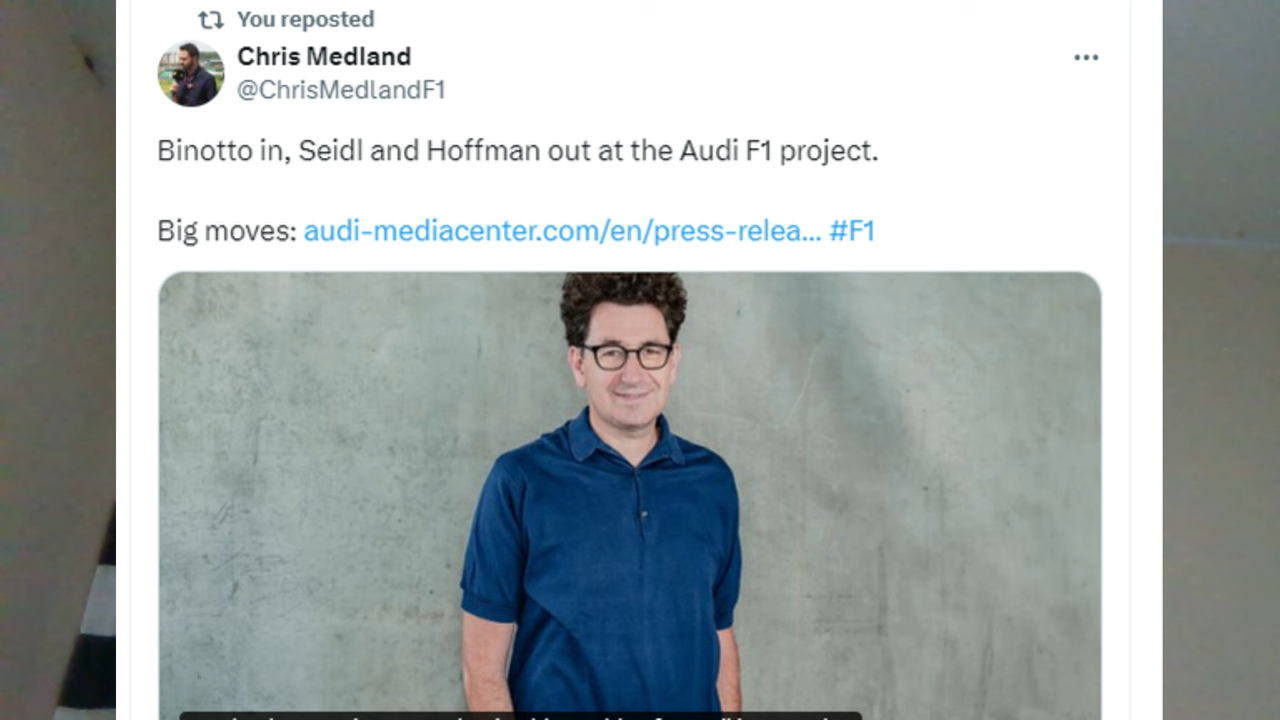 You reposted
Chris Medland
@ChrisMedlandF1
Binotto in, Seidl and Hoffman out at the Audi F1 project.
Big moves: audi-mediacenter.com/en/press-relea... #F1